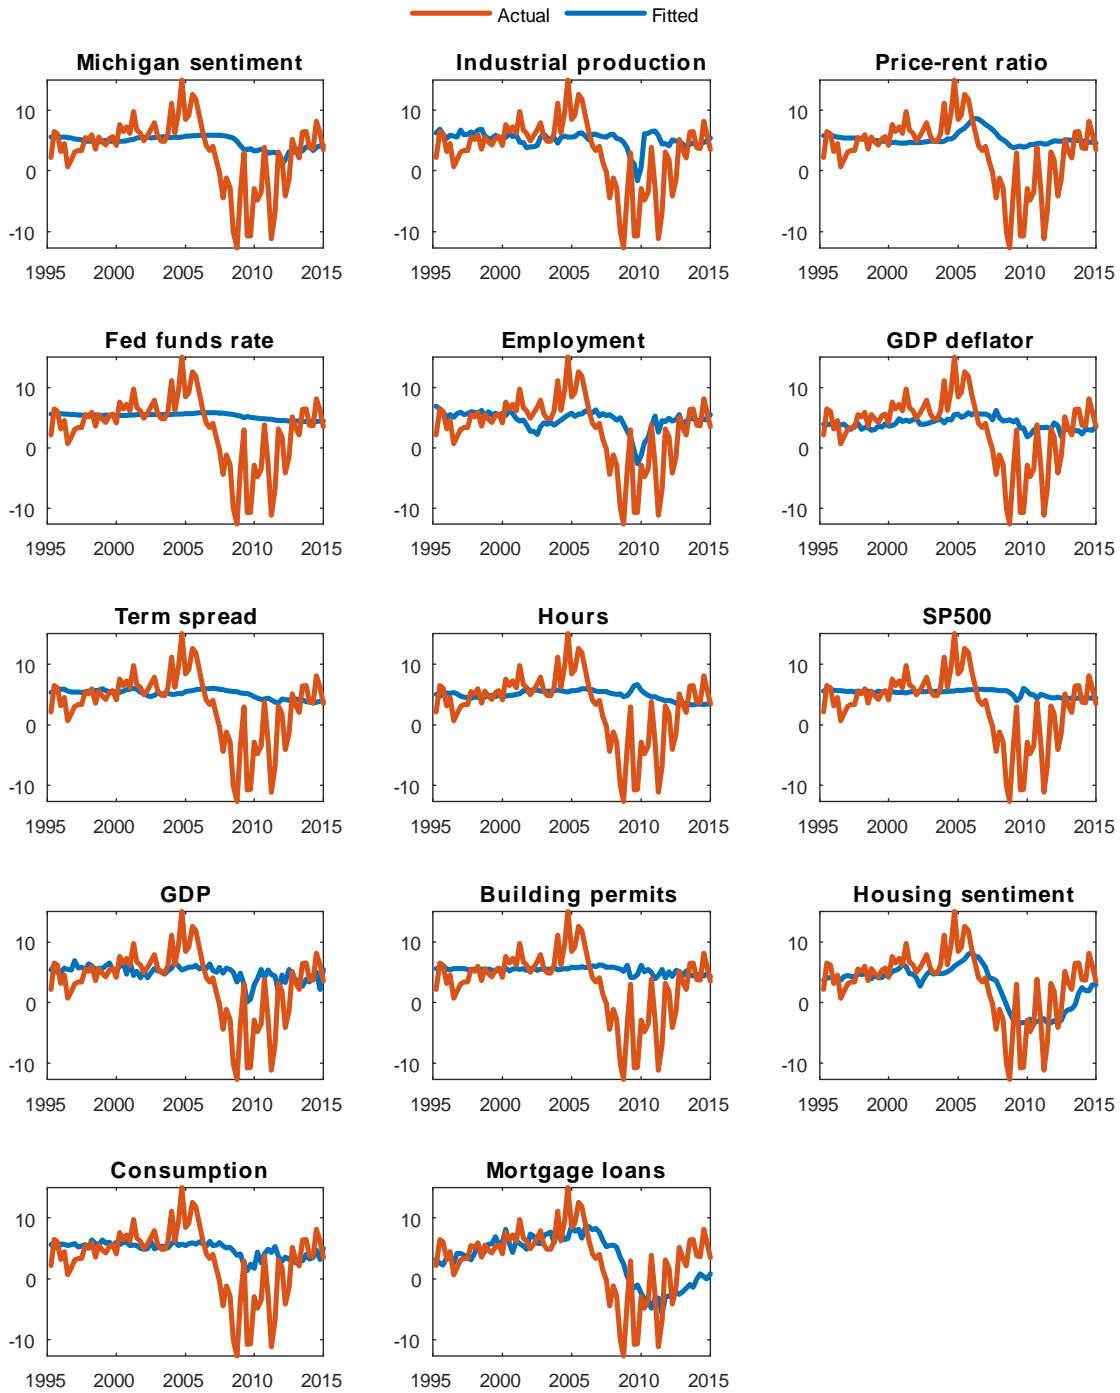 Actual Fitted
Michigan sentiment Industrial production Price-rent ratio
10 10 10
0 0 0
-10 -10 -10
1995 2000 2005 2010 2015 1995 2000 2005 2010 2015 1995 2000 2005 2010 2015
Fed funds rate Employment GDP deflator
10 10 10
0 0 0
-10 -10 -10
1995 2000 2005 2010 2015 1995 2000 2005 2010 2015 1995 2000 2005 2010 2015
Term spread Hours SP500
10 10 10
0 0 0
-10 -10 -10
1995 2000 2005 2010 2015 1995 2000 2005 2010 2015 1995 2000 2005 2010 2015
GDP Building permits Housing sentiment
10 10 10
0 0 0
-10 -10 -10
1995 2000 2005 2010 2015 1995 2000 2005 2010 2015 1995 2000 2005 2010 2015
Consumption Mortgage loans
10 10
0 0
-10 -10
1995 2000 2005 2010 2015 1995 2000 2005 2010 2015